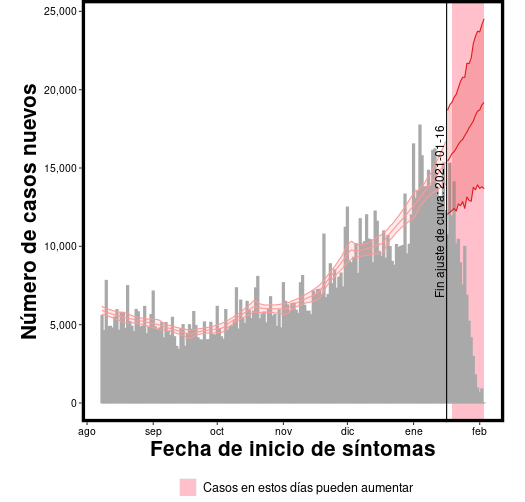 Número de casos nuevos
25,000
20,000
15,000
10,000
5,000
0
Fin ajuste de curva: 2021-01-16
ago sep oct nov dic ene feb
Fecha de inicio de síntomas
Casos en estos días pueden aumentar